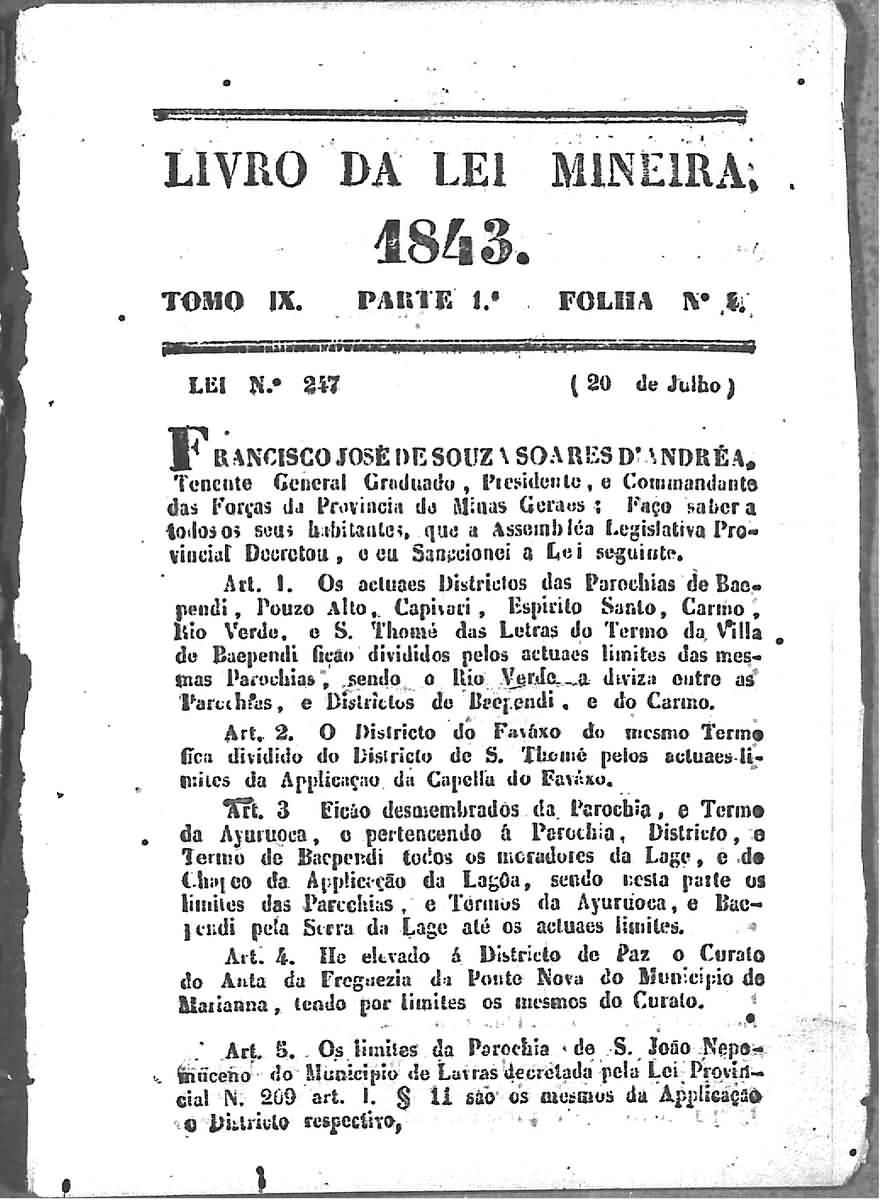 LIVRO DA LEI MINEIRA.
1843.
TOMO IX. PARTE 1.ª FOLHA Nº
LEI N.º 247 (20 de Julho)
FRANCISCO JOSÉ DE SOUZA SOARES D'ANDRÉA,
Tenente General Graduado, Presidente, e Commandante
das Forças da Provincia de Minas Geraes: Faço saber a
todos os seus habitantes, que a Assembléa Legislativa Pro-
vincial Decretou, e eu Sanccionei a Lei seguinte.
Art. 1. Os actuaes Districtos das Parochias de Bae-
pendi, Pouzo Alto, Capivari, Espirito Santo, Carmo,
Rio Verde, e S. Thomé das Letras do Termo da Villa
de Baependi ficão divididos pelos actuaes limites das mes-
mas Parochias, sendo o Rio Verde a diviza entre as
Parochias, e Districtos de Baependi, e do Carmo.
Art. 2. O Districto do Faváxo do mesmo Termo
fica dividido do Districto de S. Thomé pelos actuaes li-
mites da Applicação da Capella do Faváxo.
Art. 3 Ficão desmembrados da Parochia, e Termo
da Ayuruoca, e pertencendo á Parochia, Districto, e
Termo de Baependi todos os moradores da Lage, e do
Chapeo da Applicação da Lagôa, sendo nesta parte os
limites das Parochias, e Termos da Ayuruoca, e Bae-
pendi pela Serra da Lage até os actuaes limites.
Art. 4. He elevado á Districto de Paz o Curato
do Anta da Freguezia da Ponte Nova do Municipio de
Marianna, tendo por limites os mesmos do Curato.
Art. 5. Os limites da Parochia de S. João Nepo-
muceno do Municipio de Lavras decretada pela Lei Provin-
cial N. 209 art. 1. § 11 são os mesmos da Applicação
e Districto respectivo,